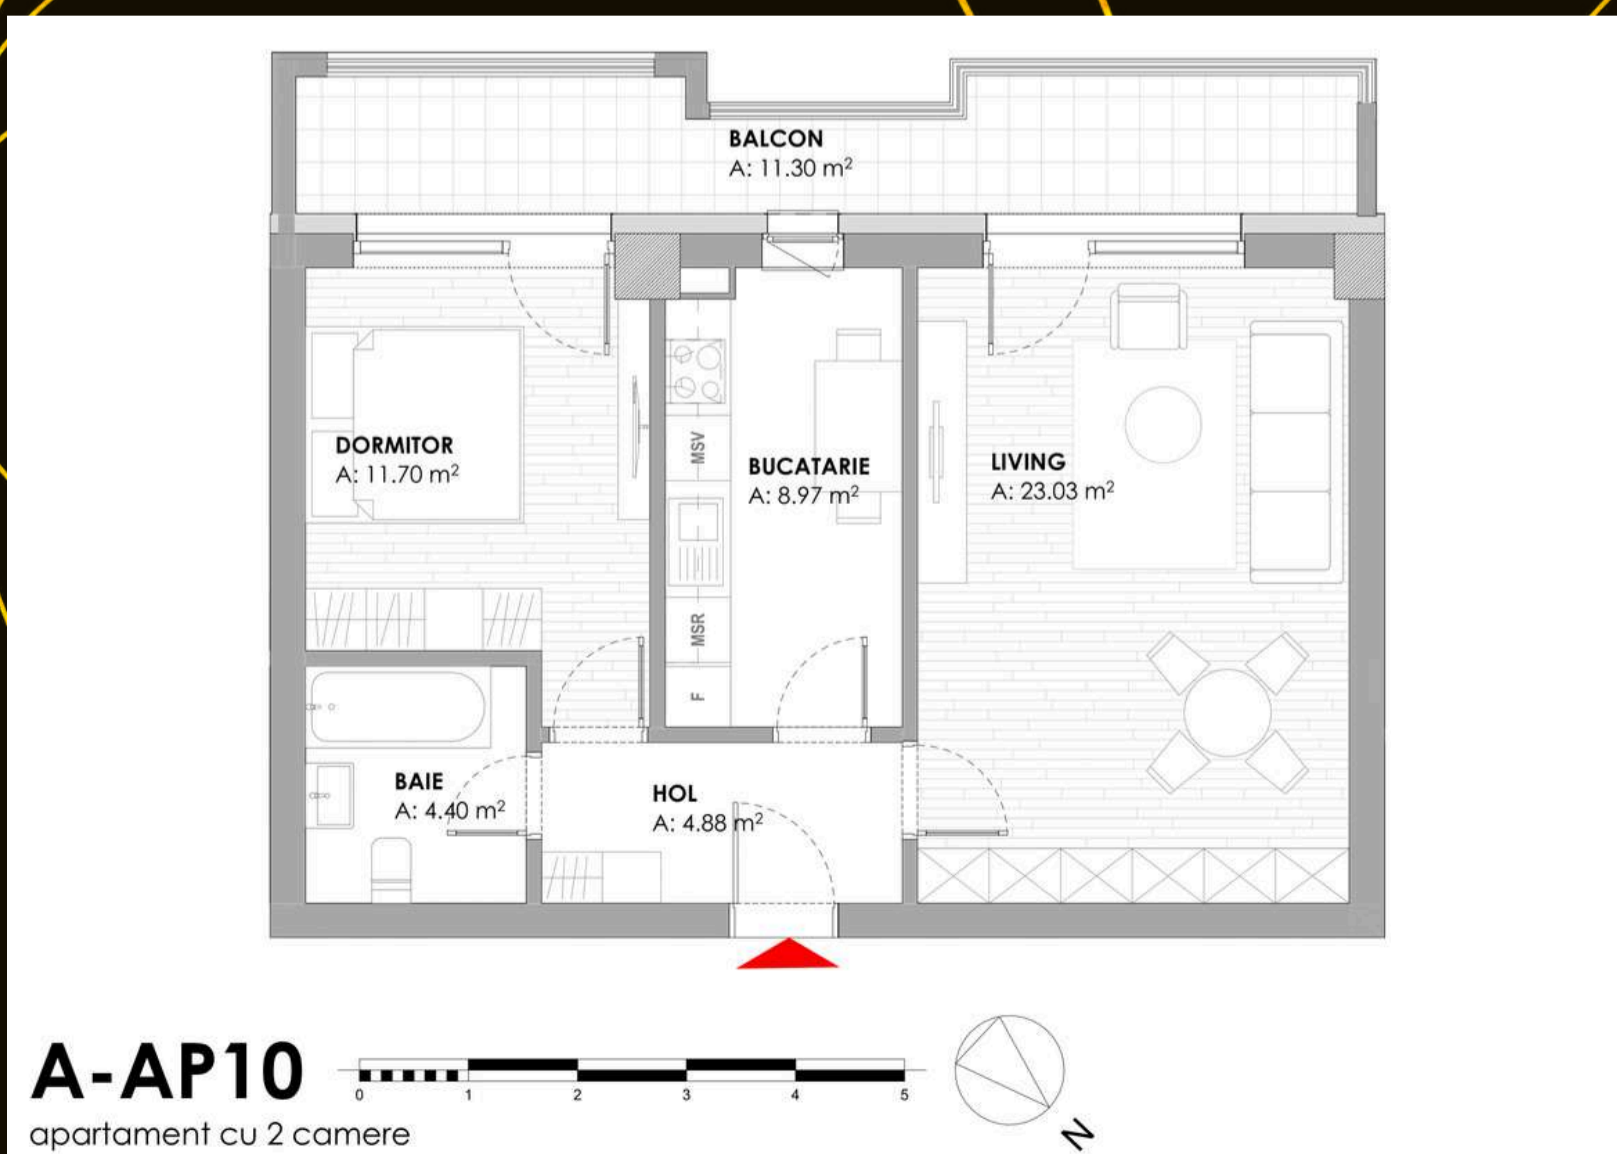 BALCON
A: 11.30 m²
DORMITOR
A: 11.70 m²
MSV
BUCATARIE
A: 8.97 m²
LIVING
A: 23.03 m²
MSR
F
BAIE
A: 4.40 m²
HOL
A: 4.88 m²
A-AP10
0 1 2 3 4 5
N
apartament cu 2 camere